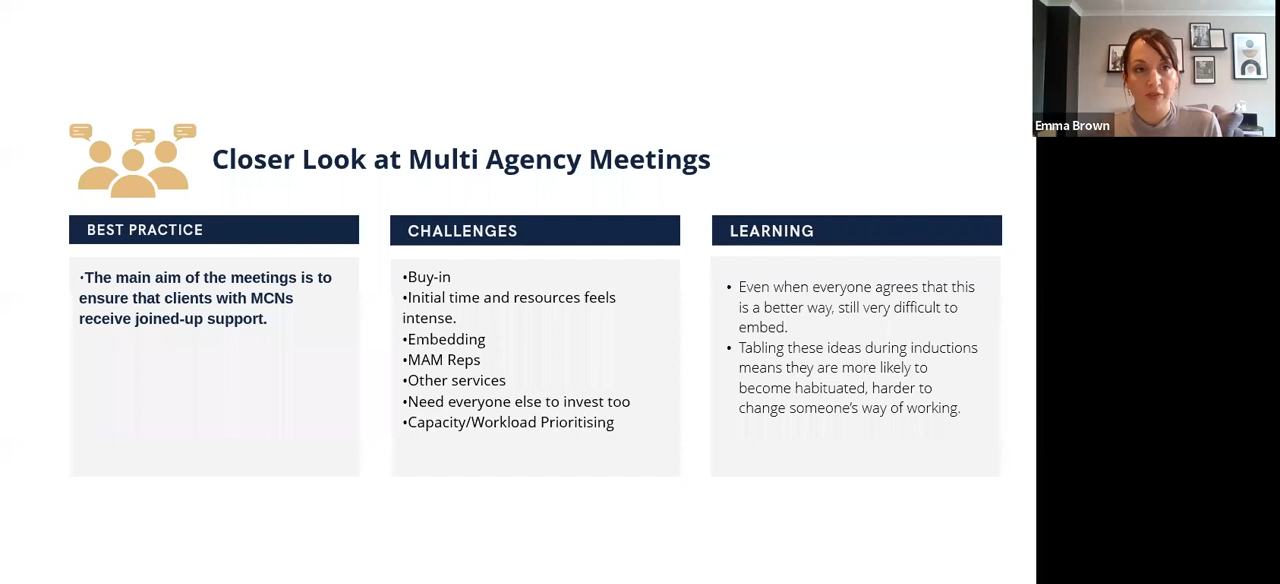 Closer Look at Multi Agency Meetings
BEST PRACTICE
·The main aim of the meetings is to
ensure that clients with MCNs
receive joined-up support.
CHALLENGES
•Buy-in
•Initial time and resources feels
intense.
•Embedding
•MAM Reps
•Other services
•Need everyone else to invest too
•Capacity/Workload Prioritising
LEARNING
• Even when everyone agrees that this
is a better way, still very difficult to
embed.
• Tabling these ideas during inductions
means they are more likely to
become habituated, harder to
change someone's way of working.
Emma Brown